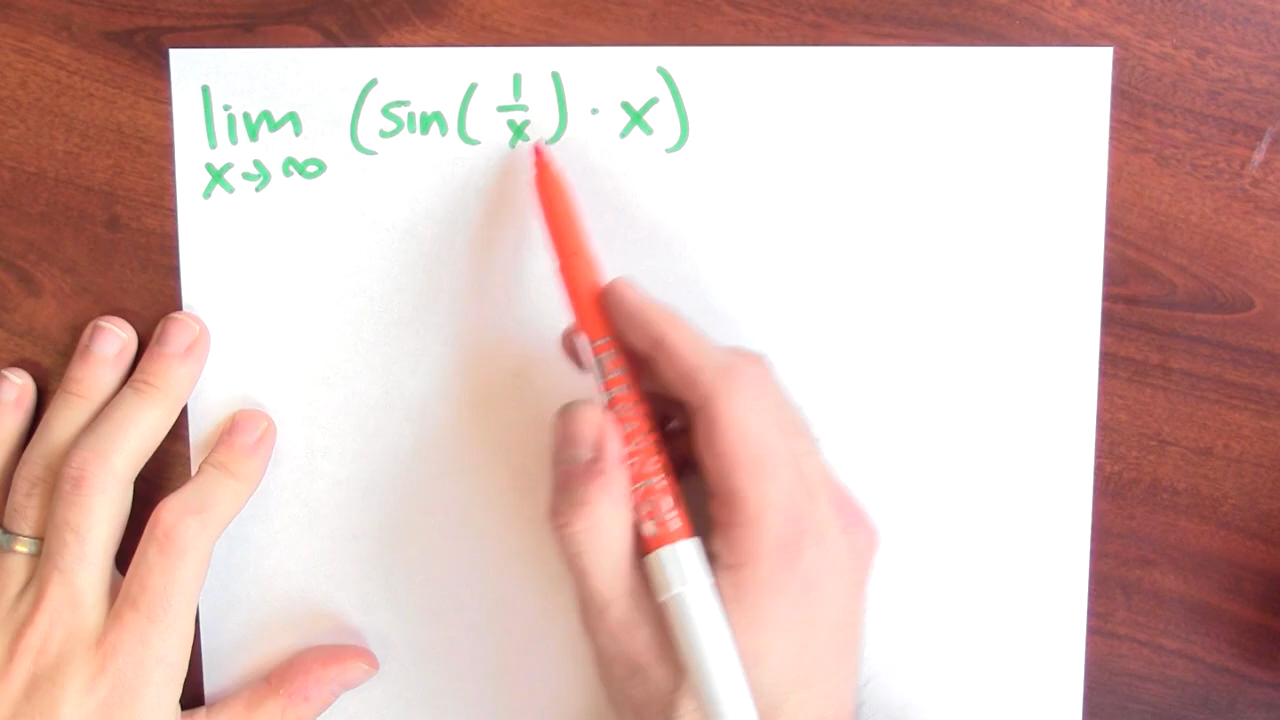 lim (sin(1/x) · x)
x→∞